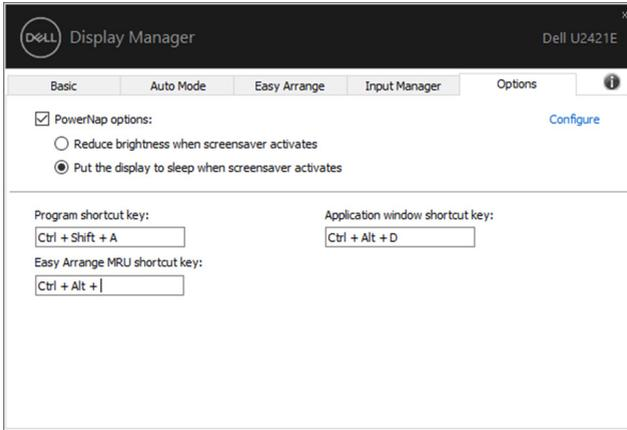 DELL Display Manager
Dell U2421E
x
Basic Auto Mode Easy Arrange Input Manager Options i
PowerNap options: Configure
Reduce brightness when screensaver activates
Put the display to sleep when screensaver activates
Program shortcut key: Application window shortcut key:
Ctrl + Shift + A Ctrl + Alt + D
Easy Arrange MRU shortcut key:
Ctrl + Alt +